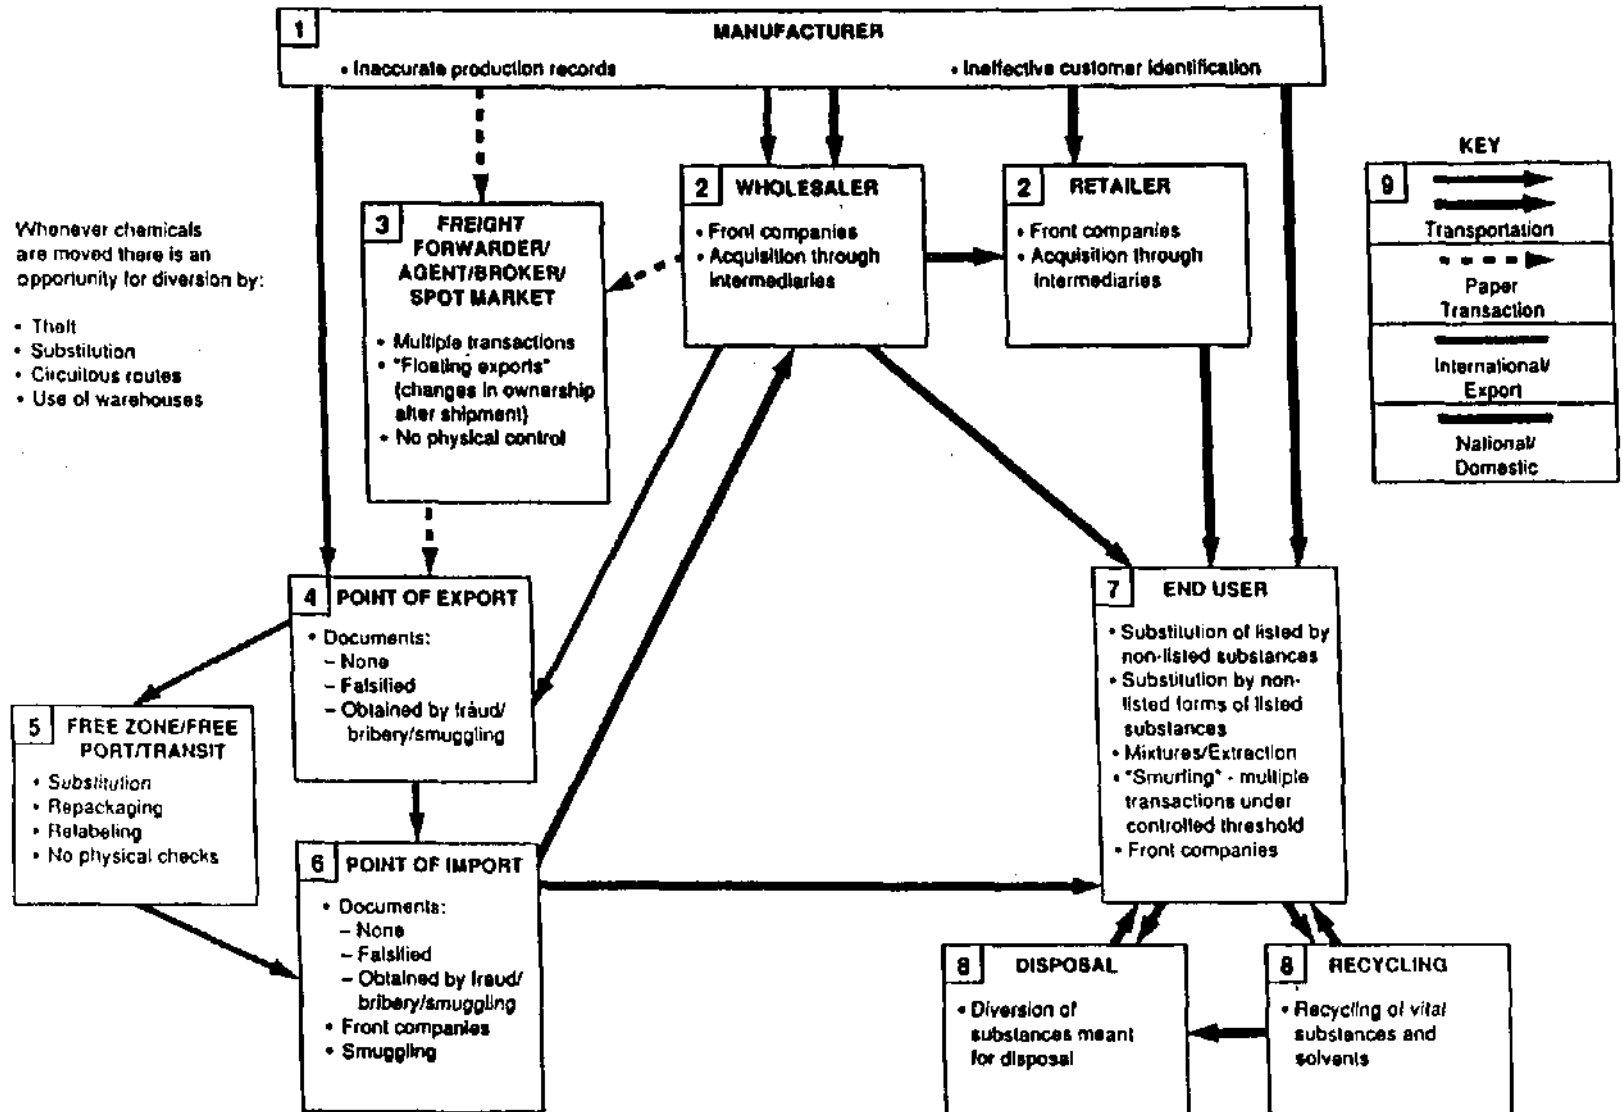 1
MANUFACTURER
• Inaccurate production records
• Ineffective customer identification
Whenever chemicals
are moved there is an
opportunity for diversion by:
• Theft
• Substitution
• Circuitous routes
• Use of warehouses
3
FREIGHT
FORWARDER/
AGENT/BROKER/
SPOT MARKET
• Multiple transactions
• "Floating exports"
(changes in ownership
after shipment)
• No physical control
2
WHOLESALER
• Front companies
• Acquisition through
intermediaries
2
RETAILER
• Front companies
• Acquisition through
intermediaries
KEY
9
Transportation
Paper
Transaction
International/
Export
National/
Domestic
4
POINT OF EXPORT
• Documents:
– None
– Falsified
– Obtained by fraud/
bribery/smuggling
5
FREE ZONE/FREE
PORT/TRANSIT
• Substitution
• Repackaging
• Relabeling
• No physical checks
6
POINT OF IMPORT
• Documents:
– None
– Falsified
– Obtained by fraud/
bribery/smuggling
• Front companies
• Smuggling
7
END USER
• Substitution of listed by
non-listed substances
• Substitution by non-
listed forms of listed
substances
• Mixtures/Extraction
• "Smurfing" - multiple
transactions under
controlled threshold
• Front companies
8
DISPOSAL
• Diversion of
substances meant
for disposal
8
RECYCLING
• Recycling of vital
substances and
solvents